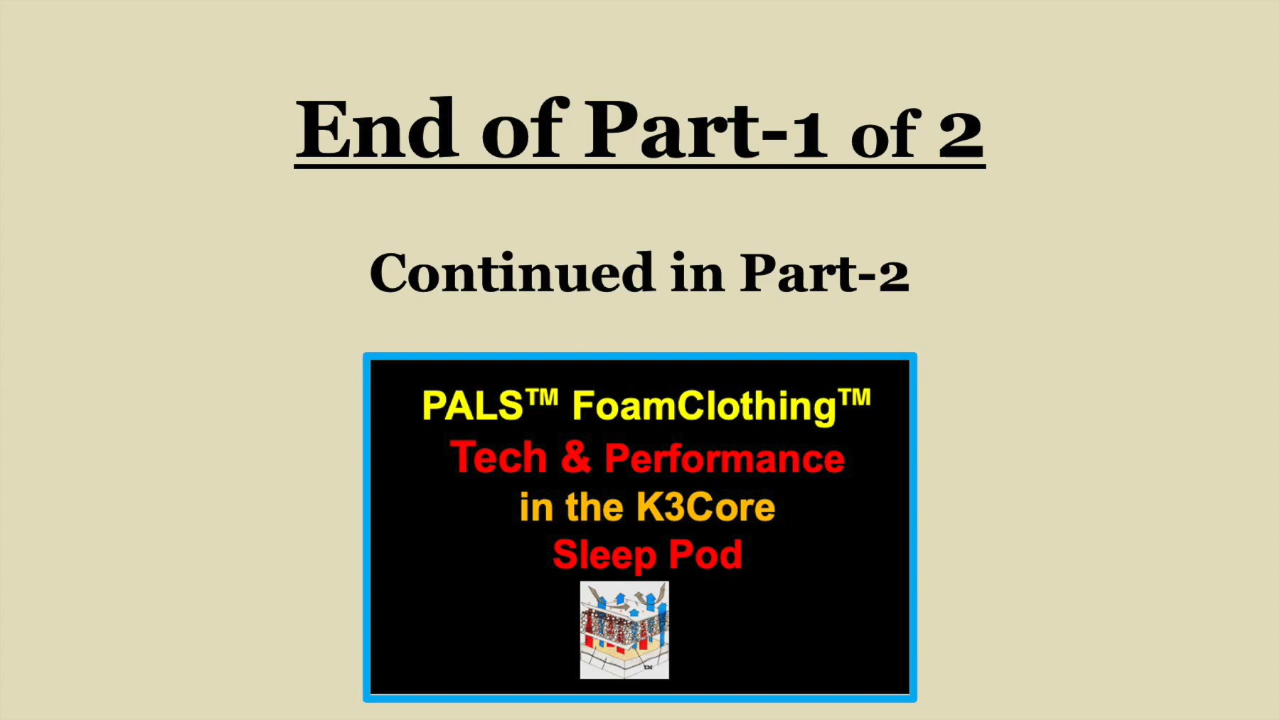 End of Part-1 of 2
Continued in Part-2
PALS™ FoamClothing™
Tech & Performance
in the K3Core
Sleep Pod
™